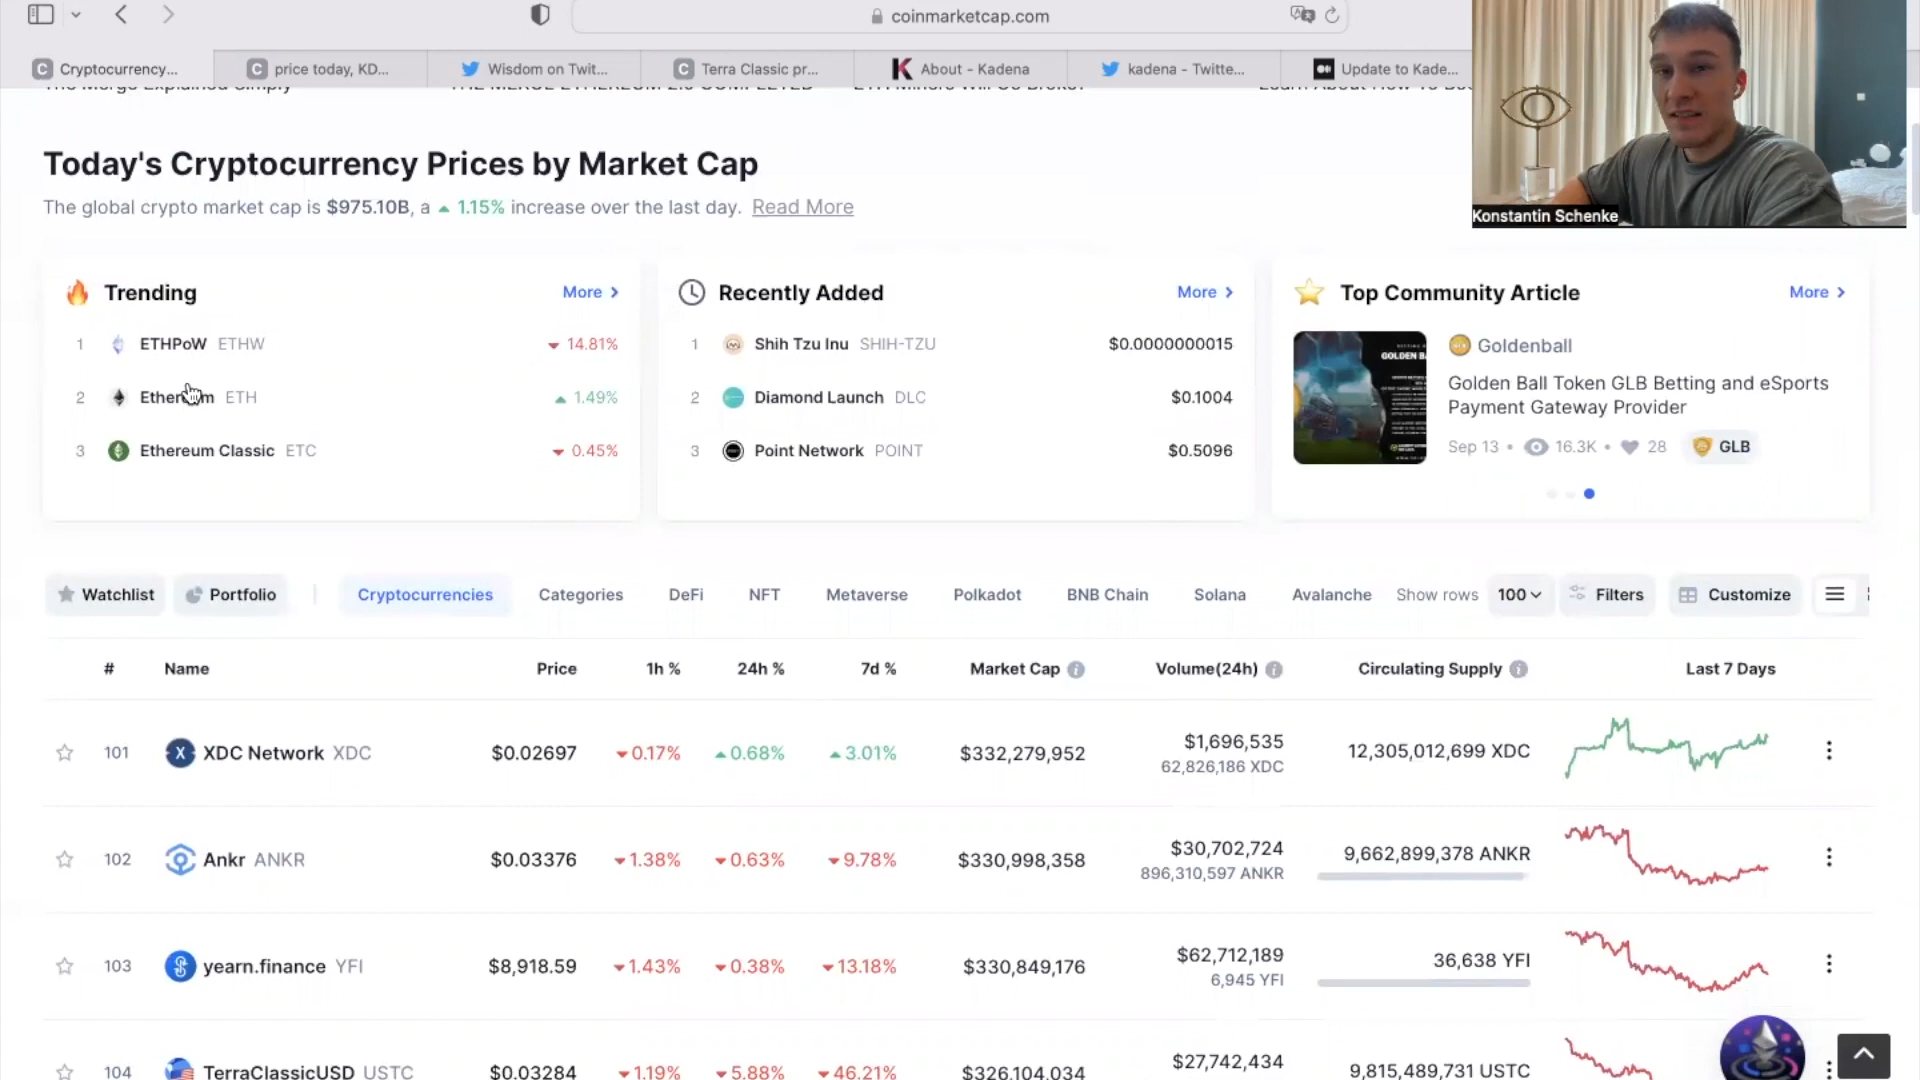 coinmarketcap.com
Cryptocurrency...
price today, KD...
Wisdom on Twit...
Terra Classic pr...
About - Kadena
kadena - Twitte...
Update to Kade...
The Merge Explained Simply
Konstantin Schenke
Today's Cryptocurrency Prices by Market Cap
The global crypto market cap is $975.10B, a 1.15% increase over the last day. Read More
Trending More
1 ETHPoW ETHW 14.81%
2 Ethereum ETH 1.49%
3 Ethereum Classic ETC 0.45%
Recently Added More
1 Shih Tzu Inu SHIH-TZU $0.0000000015
2 Diamond Launch DLC $0.1004
3 Point Network POINT $0.5096
Top Community Article More
GOLDEN BA
Goldenball
Golden Ball Token GLB Betting and eSports
Payment Gateway Provider
Sep 13 • 16.3K • 28 GLB
Watchlist Portfolio Cryptocurrencies Categories DeFi NFT Metaverse Polkadot BNB Chain Solana Avalanche Show rows 100 Filters Customize
# Name Price 1h % 24h % 7d % Market Cap Volume(24h) Circulating Supply Last 7 Days
101 XDC Network XDC $0.02697 0.17% 0.68% 3.01% $332,279,952 $1,696,535 12,305,012,699 XDC
62,826,186 XDC
102 Ankr ANKR $0.03376 1.38% 0.63% 9.78% $330,998,358 $30,702,724 9,662,899,378 ANKR
896,310,597 ANKR
103 yearn.finance YFI $8,918.59 1.43% 0.38% 13.18% $330,849,176 $62,712,189 36,638 YFI
6,945 YFI
104 TerraClassicUSD USTC $0.03284 1.19% 5.88% 46.21% $326,104,034 $27,742,434 9,815,489,731 USTC